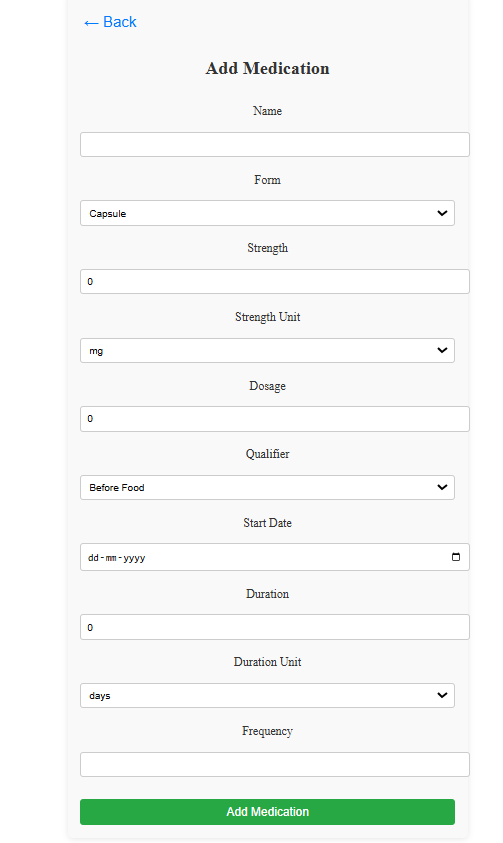 ← Back
Add Medication
Name
Form
Capsule
Strength
0
Strength Unit
mg
Dosage
0
Qualifier
Before Food
Start Date
dd-mm-yyyy
Duration
0
Duration Unit
days
Frequency
Add Medication